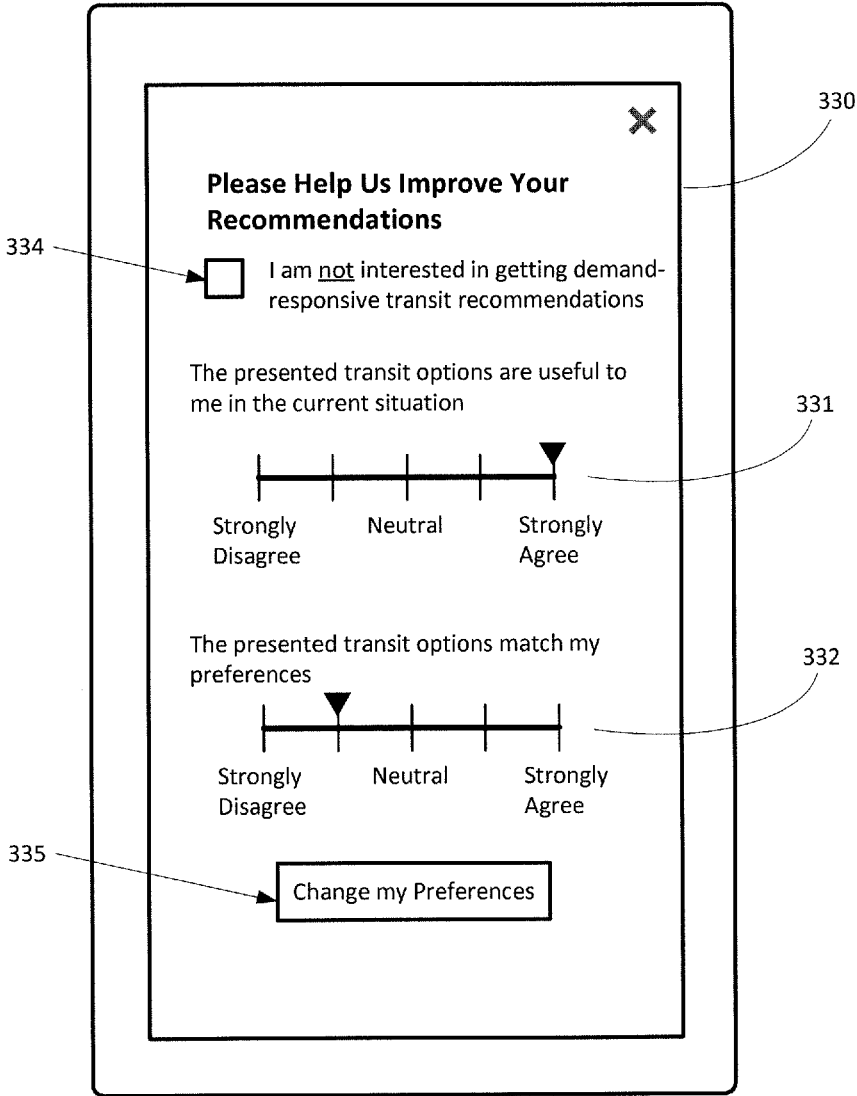 330
Please Help Us Improve Your
Recommendations
334
I am not interested in getting demand-
responsive transit recommendations
The presented transit options are useful to
me in the current situation
331
Strongly Neutral Strongly
Disagree Agree
The presented transit options match my
preferences
332
Strongly Neutral Strongly
Disagree Agree
335
Change my Preferences